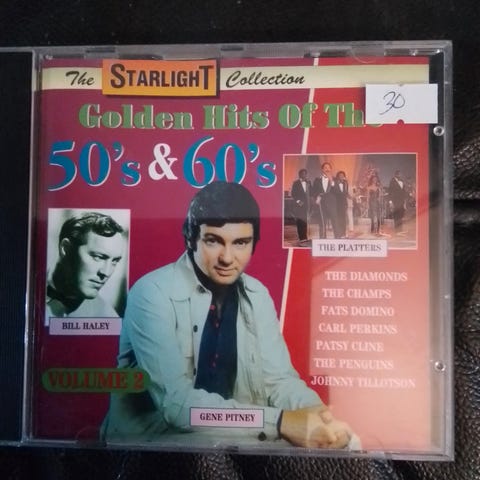 The STARLIGHT Collection
Golden Hits Of The
30
50's & 60's
THE PLATTERS
BILL HALEY
THE DIAMONDS
THE CHAMPS
FATS DOMINO
CARL PERKINS
PATSY CLINE
THE PENGUINS
JOHNNY TILLOTSON
VOLUME 2
GENE PITNEY